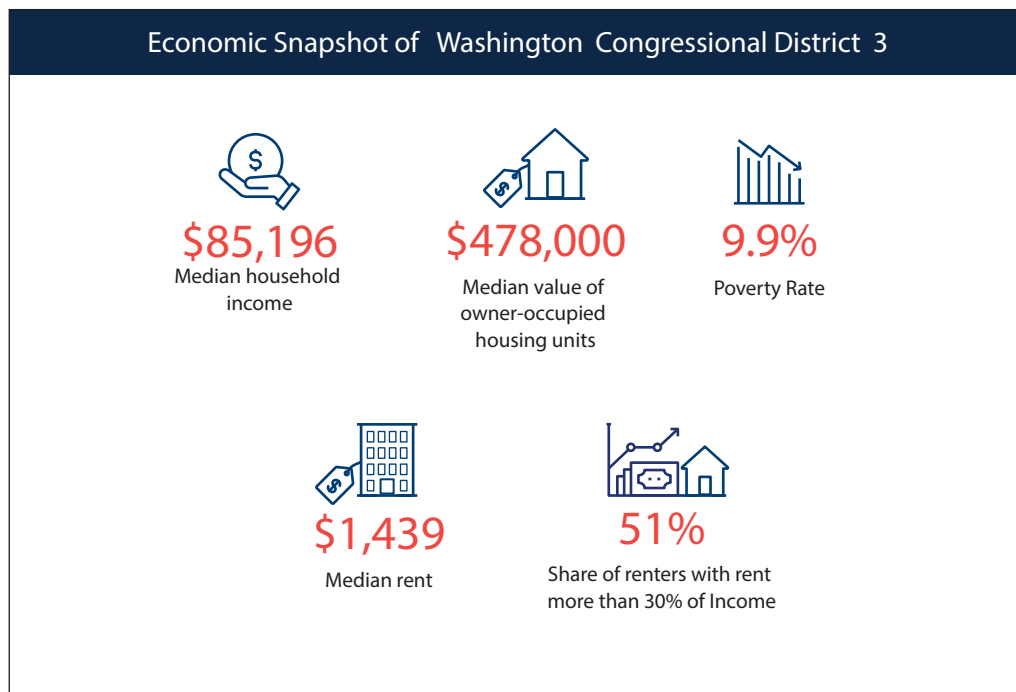 Economic Snapshot of Washington Congressional District 3
$
$
$85,196
Median household
income
$478,000
Median value of
owner-occupied
housing units
9.9%
Poverty Rate
$
$1,439
Median rent
51%
Share of renters with rent
more than 30% of Income